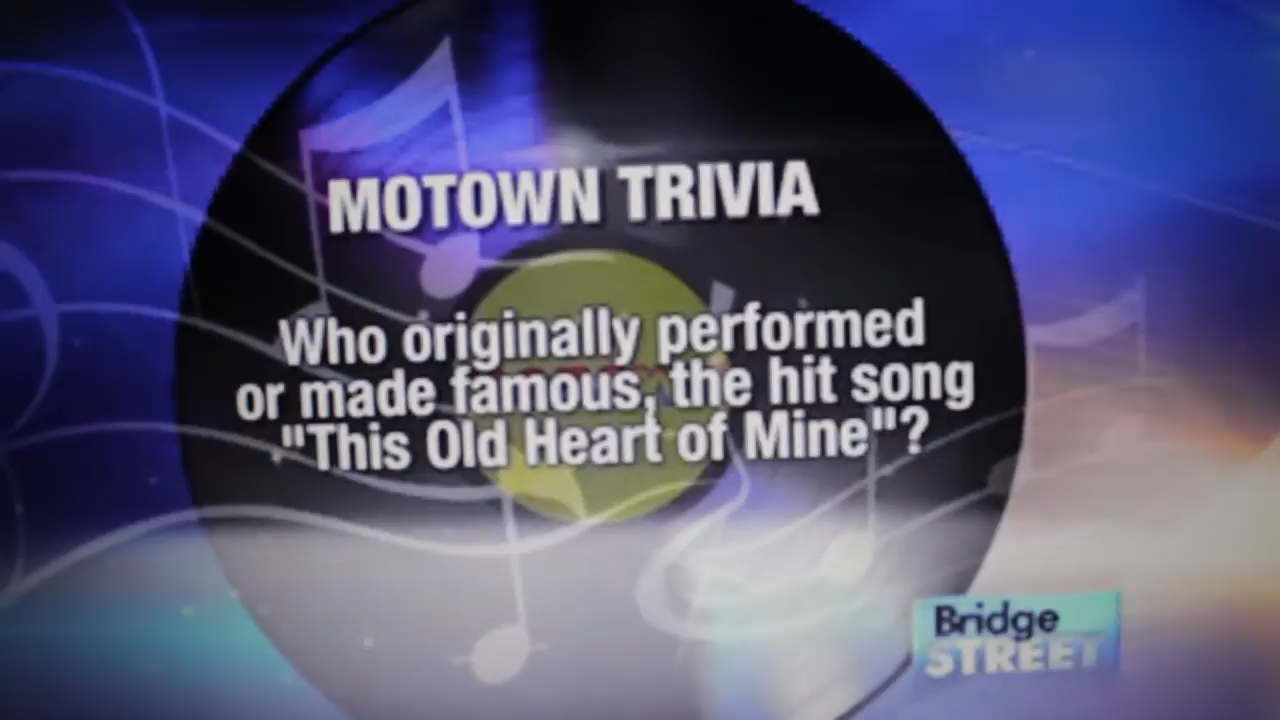 MOTOWN TRIVIA
Who originally performed
or made famous, the hit song
"This Old Heart of Mine"?
Bridge
STREET